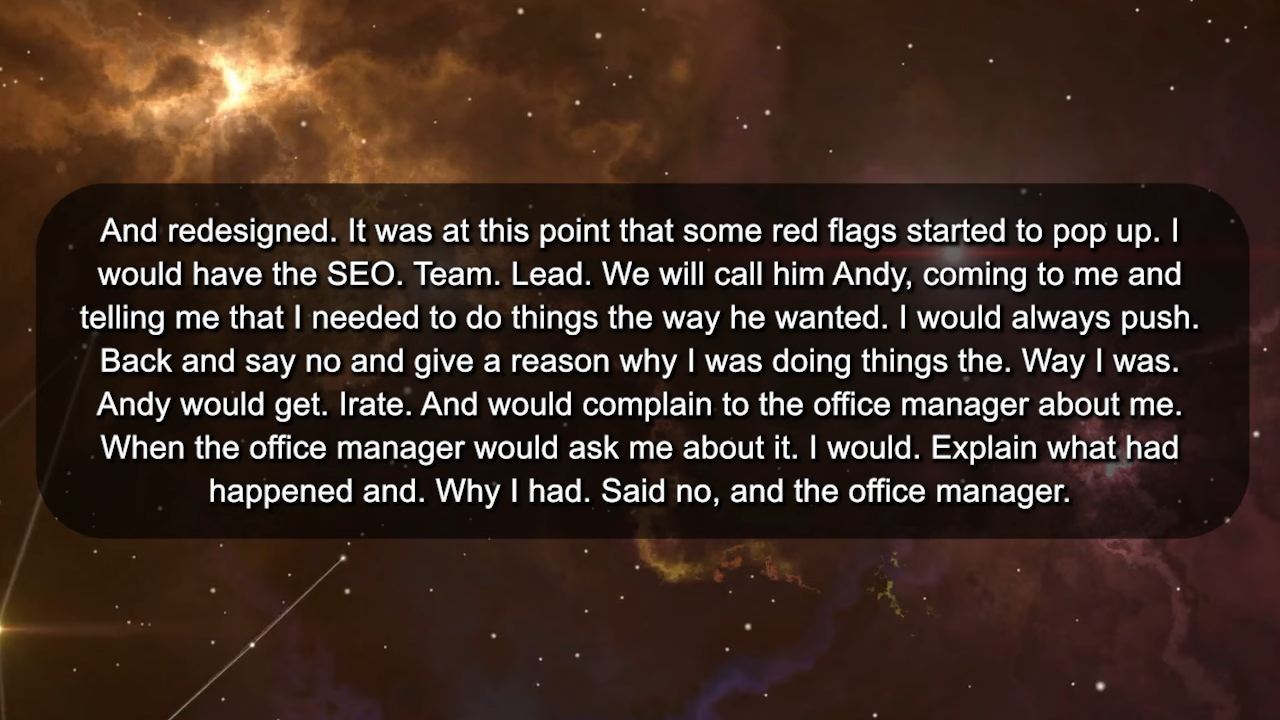 And redesigned. It was at this point that some red flags started to pop up. I
would have the SEO. Team. Lead. We will call him Andy, coming to me and
telling me that I needed to do things the way he wanted. I would always push.
Back and say no and give a reason why I was doing things the. Way I was.
Andy would get. Irate. And would complain to the office manager about me.
When the office manager would ask me about it. I would. Explain what had
happened and. Why I had. Said no, and the office manager.